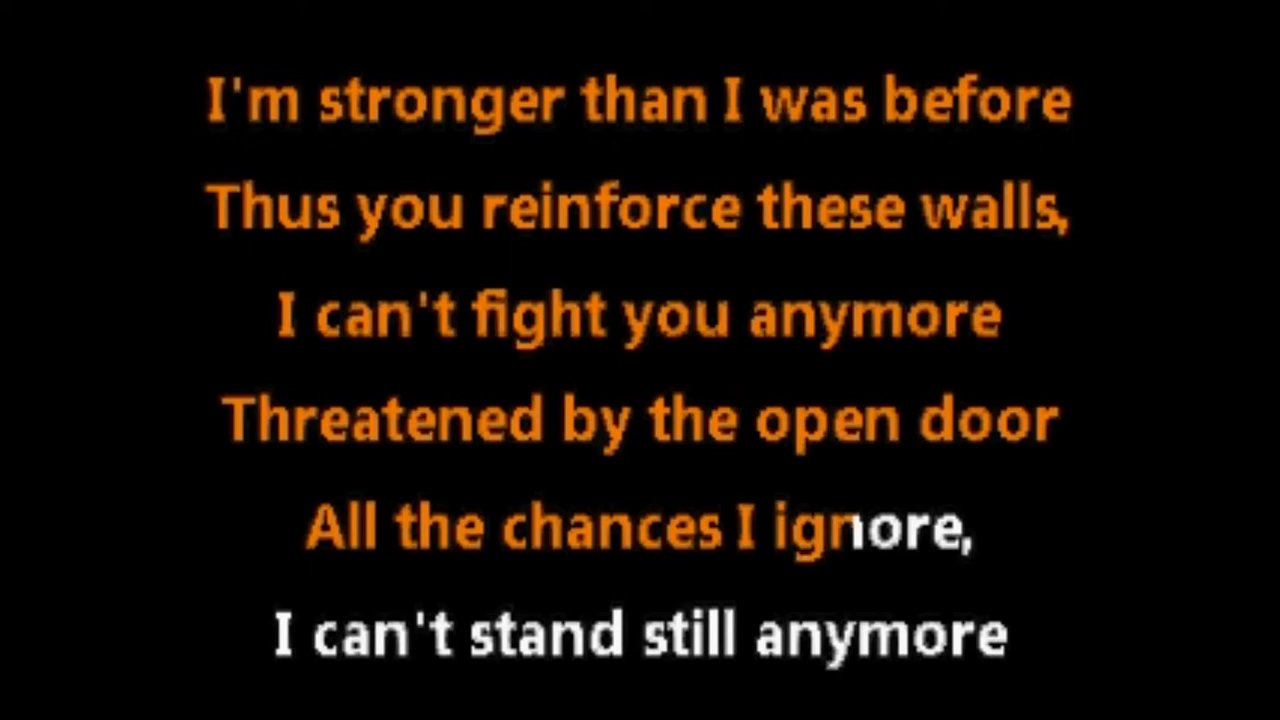 I'm stronger than I was before
Thus you reinforce these walls,
I can't fight you anymore
Threatened by the open door
All the chances I ignore,
I can't stand still anymore